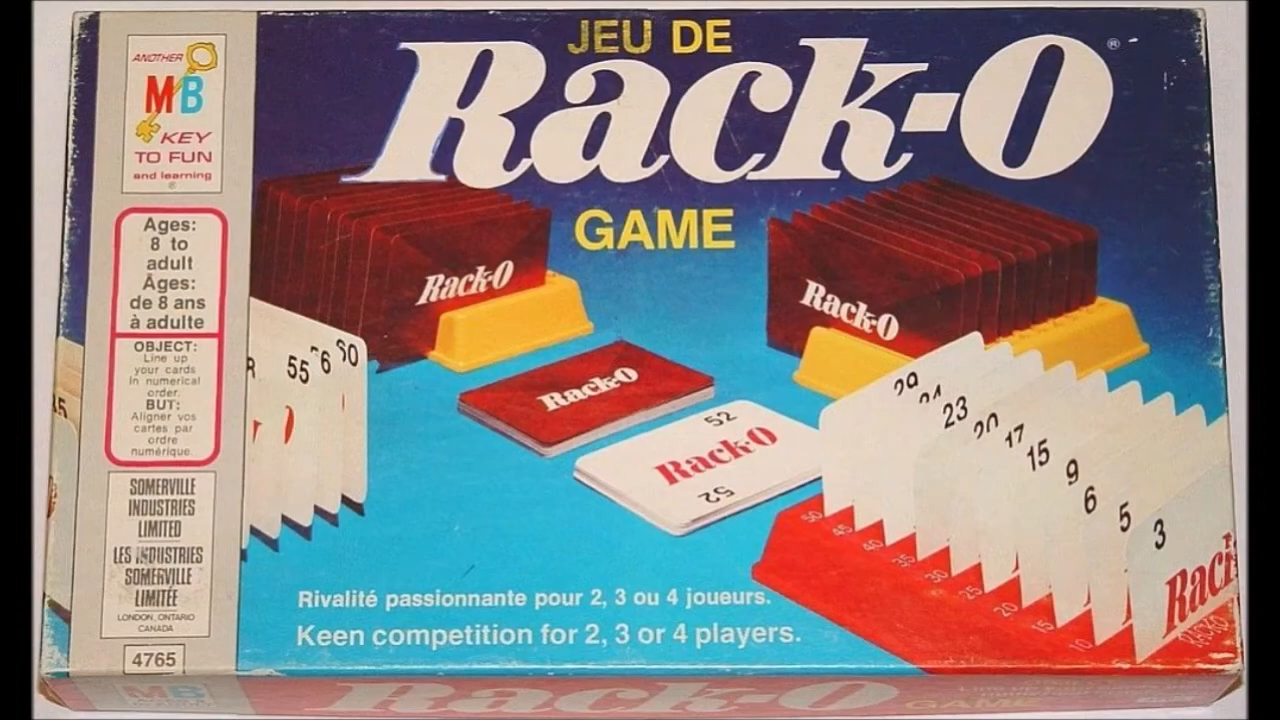 ANOTHER
MB
KEY
TO FUN
and learning
®
Ages:
8 to
adult
Âges:
de 8 ans
à adulte
OBJECT:
Line up
your cards
in numerical
order.
BUT:
Aligner vos
cartes par
ordre
numérique.
SOMERVILLE
INDUSTRIES
LIMITED
LES INDUSTRIES
SOMERVILLE
LIMITÉE
LONDON, ONTARIO
CANADA
4765
JEU DE
Rack-O®
GAME
Rack-O
Rack-O
Rack-O
52
Rack-O
52
55
23
17
15
9
6
5
3
50
45
40
35
30
25
20
15
10
Rivalité passionnante pour 2, 3 ou 4 joueurs.
Keen competition for 2, 3 or 4 players.
MB
Rack-O
GAME